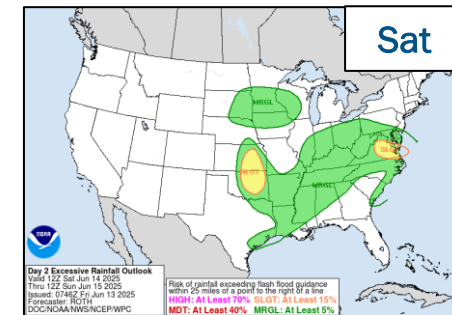 Sat
MRGL
SLGT
SLGT
MRGL
NOAA
Day 2 Excessive Rainfall Outlook
Valid 12Z Sat Jun 14 2025
Thru 12Z Sun Jun 15 2025
Issued: 0746Z Fri Jun 13 2025
Forecaster: ROTH
DOC/NOAA/NWS/NCEP/WPC
Risk of rainfall exceeding flash flood guidance
within 25 miles of a point to the right of a line
HIGH: At Least 70% SLGT: At Least 15%
MDT: At Least 40% MRGL: At Least 5%